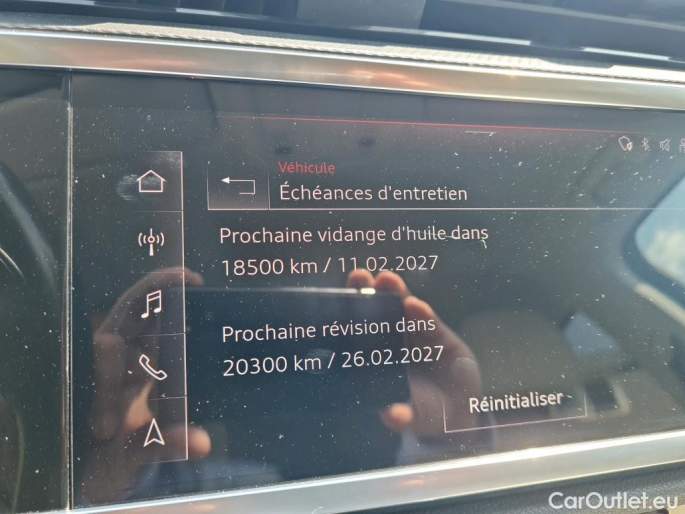 Véhicule
Échéances d'entretien
Prochaine vidange d'huile dans
18500 km / 11.02.2027
Prochaine révision dans
20300 km / 26.02.2027
Réinitialiser
CarOutlet.eu